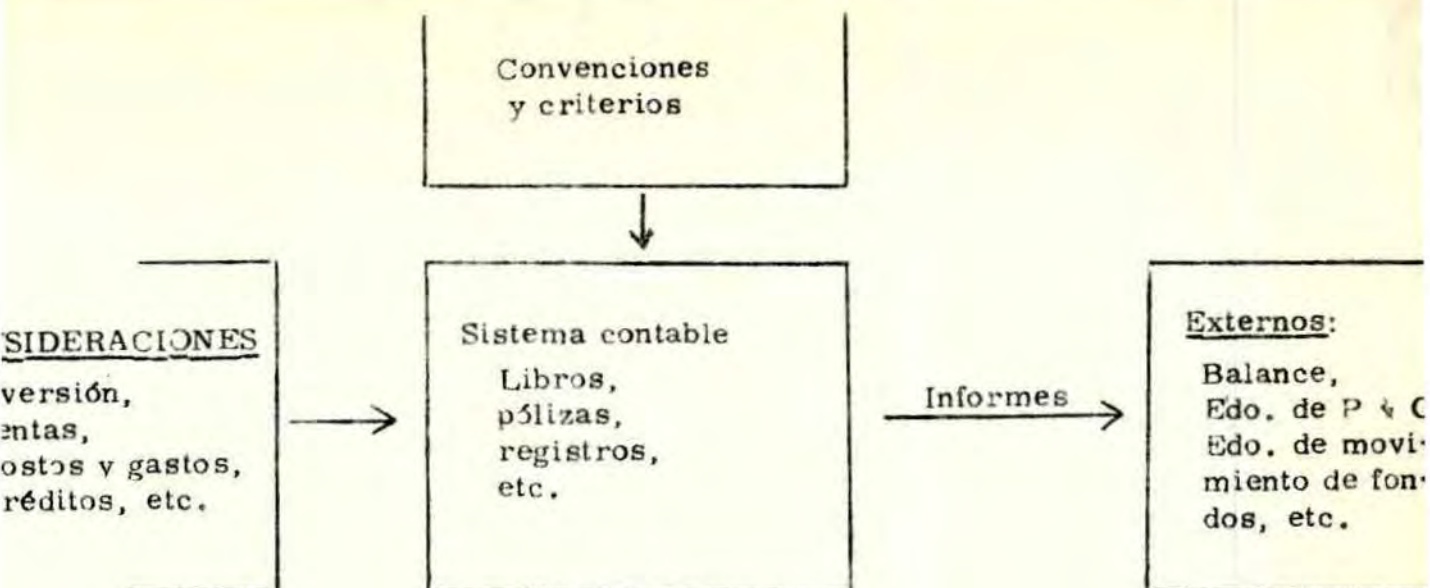 Convenciones
y criterios
SIDERACIONES
versión,
entas,
ostos y gastos,
réditos, etc.
Sistema contable
Libros,
pólizas,
registros,
etc.
Informes
Externos:
Balance,
Edo. de P
Edo. de movi-
miento de fon-
dos, etc.